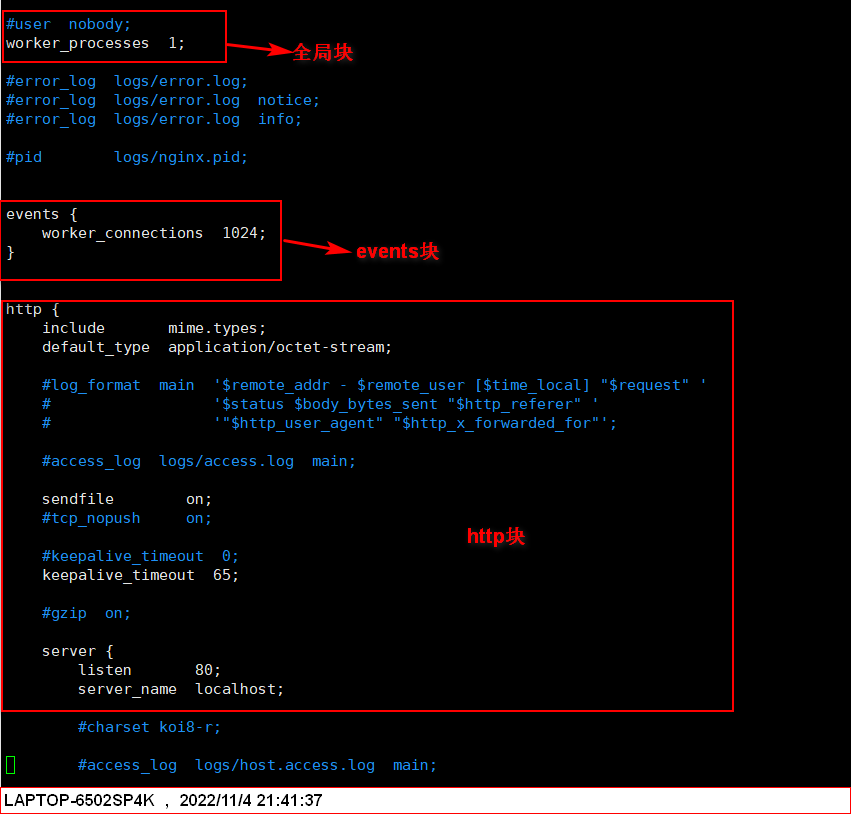 #user  nobody;
worker_processes  1;
全局块
#error_log  logs/error.log;
#error_log  logs/error.log  notice;
#error_log  logs/error.log  info;
#pid        logs/nginx.pid;
events {
    worker_connections  1024;
}
events块
http {
    include       mime.types;
    default_type  application/octet-stream;
    #log_format  main  '$remote_addr - $remote_user [$time_local] "$request" '
    #                  '$status $body_bytes_sent "$http_referer" '
    #                  '"$http_user_agent" "$http_x_forwarded_for"';
    #access_log  logs/access.log  main;
    sendfile        on;
    #tcp_nopush     on;
http块
    #keepalive_timeout  0;
    keepalive_timeout  65;
    #gzip  on;
    server {
        listen       80;
        server_name  localhost;
        #charset koi8-r;
        #access_log  logs/host.access.log  main;
LAPTOP-6502SP4K , 2022/11/4 21:41:37